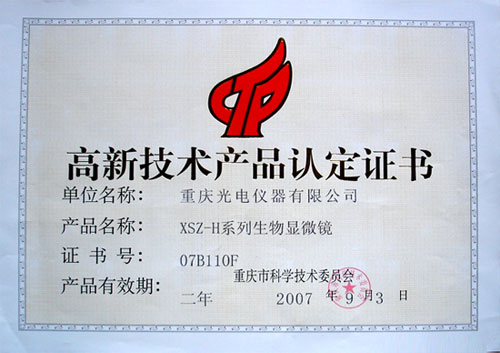 高新技术产品认定证书
单位名称： 重庆光电仪器有限公司
产品名称： XSZ-H系列生物显微镜
证书号： 07B110F
重庆市科学技术委员会
产品有效期： 二年 2007 年 9 月 3 日